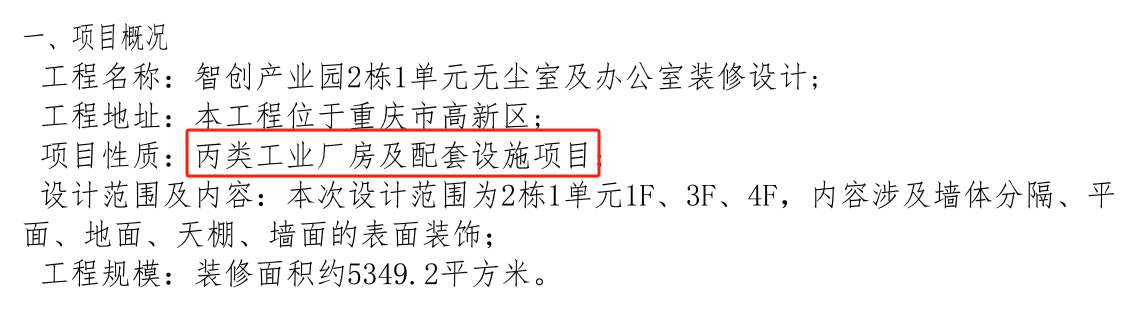 一、项目概况
工程名称：智创产业园2栋1单元无尘室及办公室装修设计；
工程地址：本工程位于重庆市高新区；
项目性质：丙类工业厂房及配套设施项目；
设计范围及内容：本次设计范围为2栋1单元1F、3F、4F，内容涉及墙体分隔、平
面、地面、天棚、墙面的表面装饰；
工程规模：装修面积约5349.2平方米。